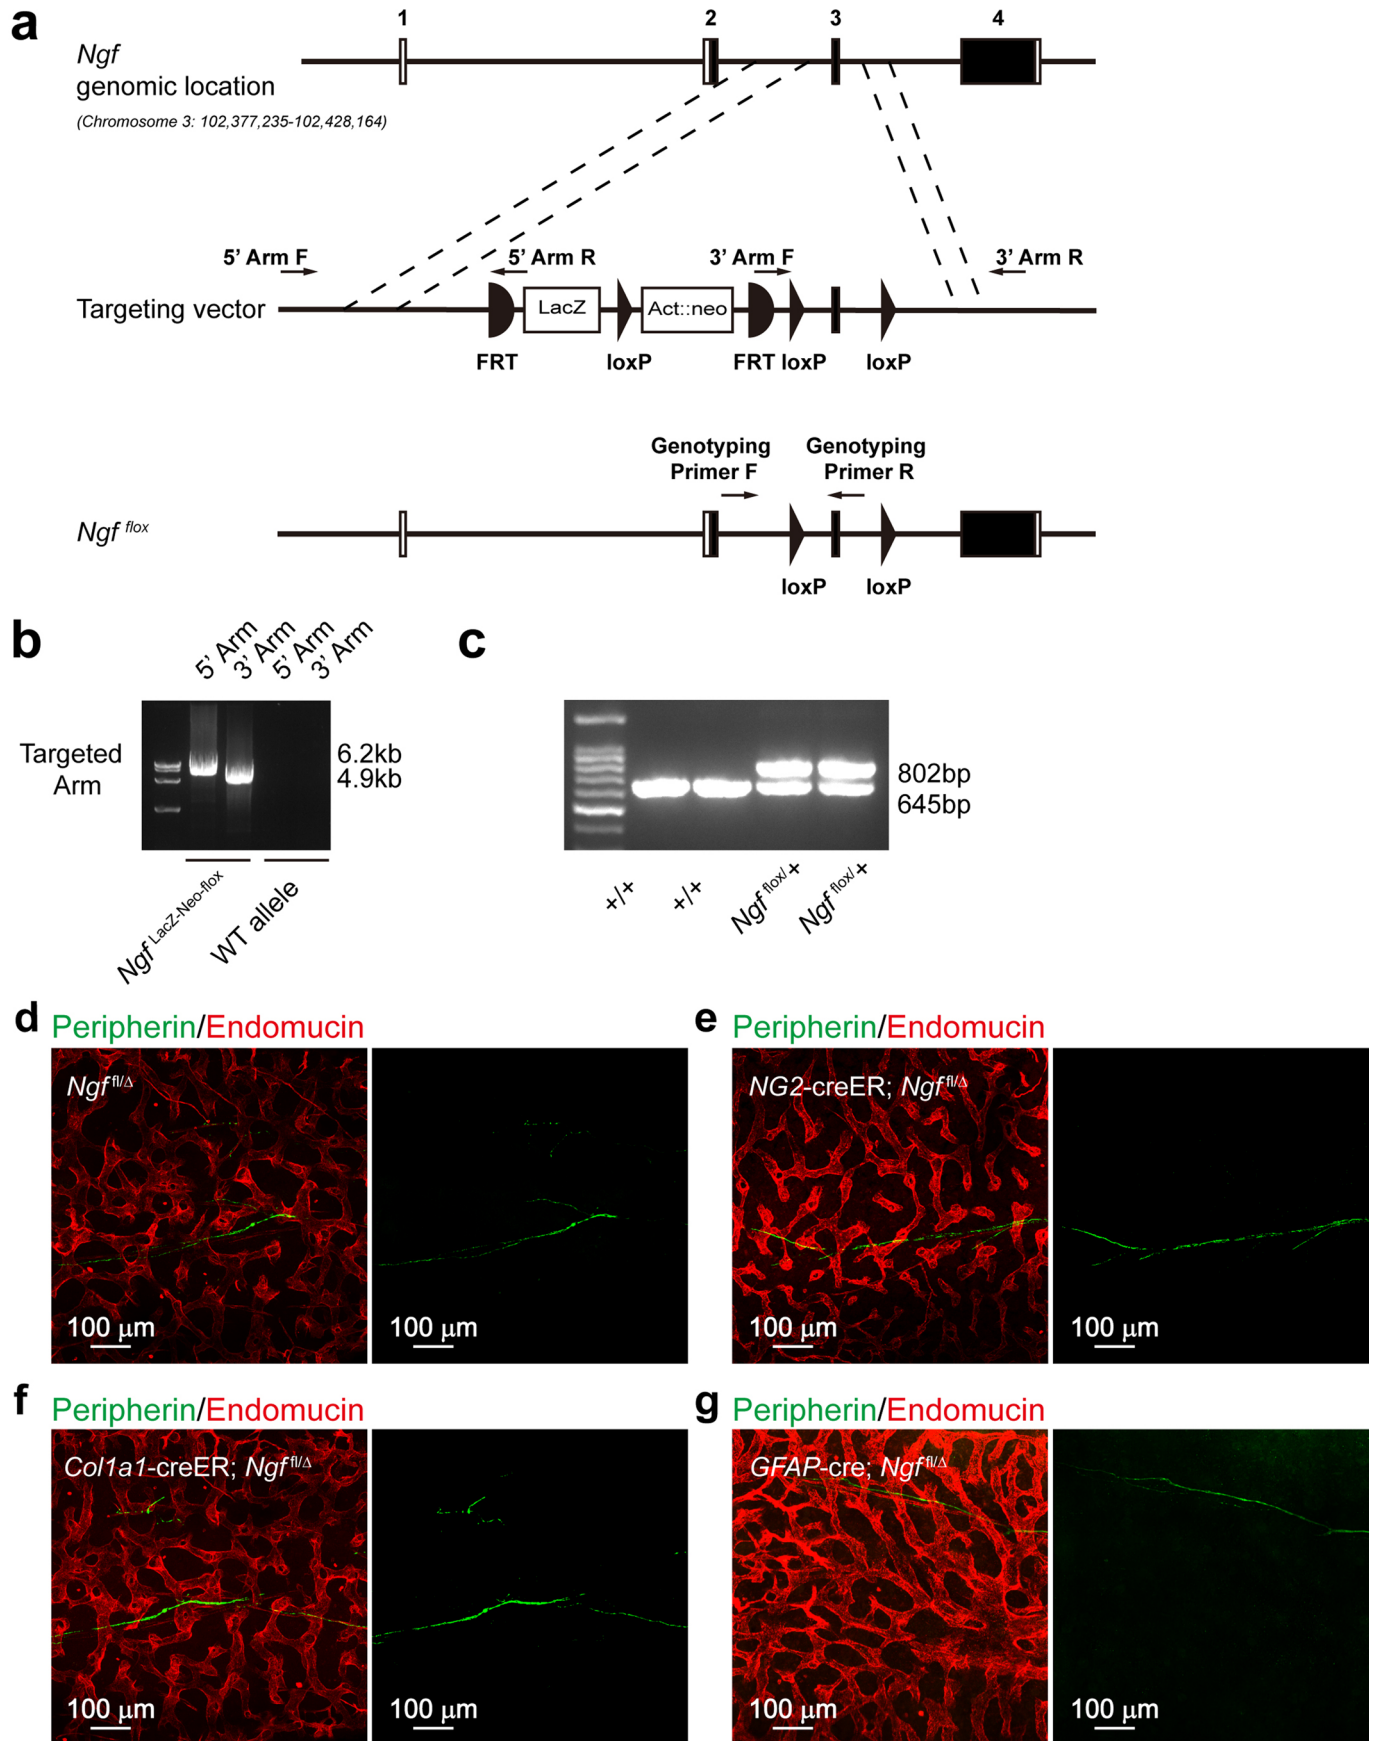 a
1 2 3 4
Ngf
genomic location
(Chromosome 3: 102,377,235-102,428,164)
5’ Arm F 5’ Arm R 3’ Arm F 3’ Arm R
Targeting vector
LacZ Act::neo
FRT loxP FRT loxP loxP
Genotyping Primer F
Genotyping Primer R
Ngf flox
loxP loxP
b
5’ Arm
3’ Arm
5’ Arm
3’ Arm
Targeted
Arm
6.2kb
4.9kb
Ngf LacZ-Neo-flox
WT allele
c
802bp
645bp
+/+
+/+
Ngf flox/+
Ngf flox/+
d Peripherin/Endomucin
Ngf fl/Δ
100 μm 100 μm
e Peripherin/Endomucin
NG2-creER; Ngf fl/Δ
100 μm 100 μm
f Peripherin/Endomucin
Col1a1-creER; Ngf fl/Δ
100 μm 100 μm
g Peripherin/Endomucin
GFAP-cre; Ngf fl/Δ
100 μm 100 μm